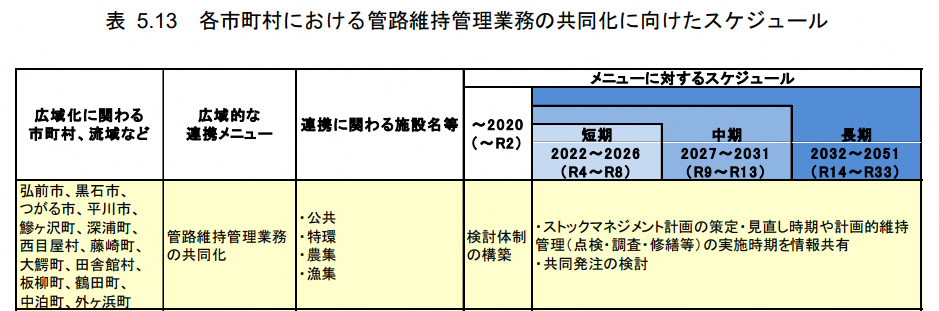 表 5.13　各市町村における管路維持管理業務の共同化に向けたスケジュール
広域化に関わる
市町村、流域など
広域的な
連携メニュー
連携に関わる施設名等
メニューに対するスケジュール
～2020
（～R2）
短期
2022～2026
（R4～R8）
中期
2027～2031
（R9～R13）
長期
2032～2051
（R14～R33）
弘前市、黒石市、
つがる市、平川市、
鰺ヶ沢町、深浦町、
西目屋村、藤崎町、
大鰐町、田舎館村、
板柳町、鶴田町、
中泊町、外ヶ浜町
管路維持管理業務
の共同化
・公共
・特環
・農集
・漁集
検討体制
の構築
・ストックマネジメント計画の策定・見直し時期や計画的維持
管理（点検・調査・修繕等）の実施時期を情報共有
・共同発注の検討